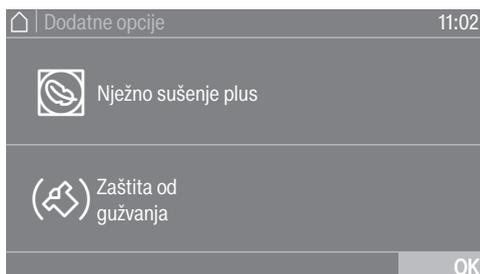 Dodatne opcije 11:02
Nježno sušenje plus
Zaštita od
gužvanja
OK